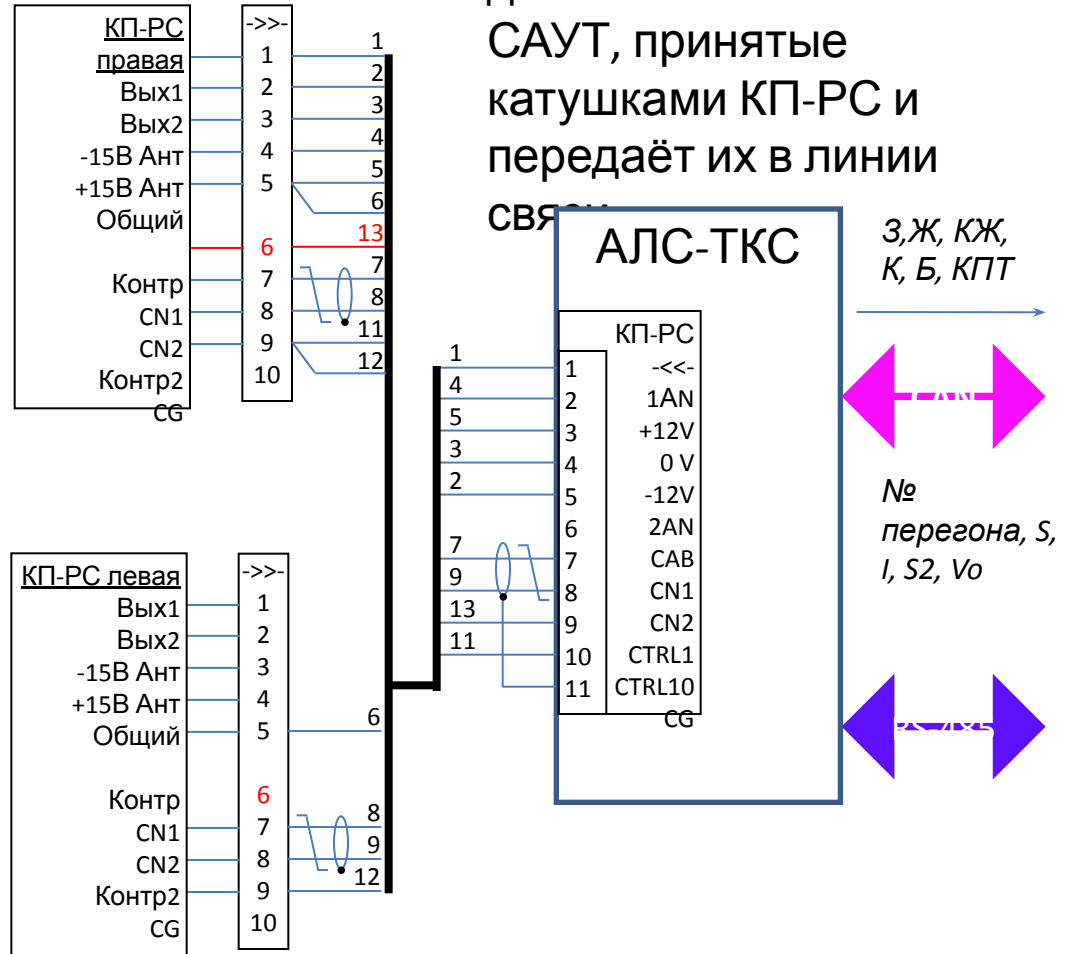 САУТ, принятые
катушками КП-РС и
передаёт их в линии
КП-РС
правая
Вых1
Вых2
-15В Ант
+15В Ант
Общий
Контр
CN1
CN2
Контр2
CG
->>-
1
2
3
4
5
6
7
8
9
10
1
2
3
4
5
6
13
7
8
11
12
АЛС-ТКС
КП-РС
-<<-
1AN
+12V
0 V
-12V
2AN
CAB
CN1
CN2
CTRL1
CTRL10
CG
1
2
3
4
5
6
7
8
9
10
11
1
4
5
3
2
7
9
13
11
З,Ж, КЖ,
К, Б, КПТ
CAN
№
перегона, S,
I, S2, Vo
RS-485
КП-РС левая
Вых1
Вых2
-15В Ант
+15В Ант
Общий
Контр
CN1
CN2
Контр2
CG
->>-
1
2
3
4
5
6
7
8
9
10
6
8
9
12